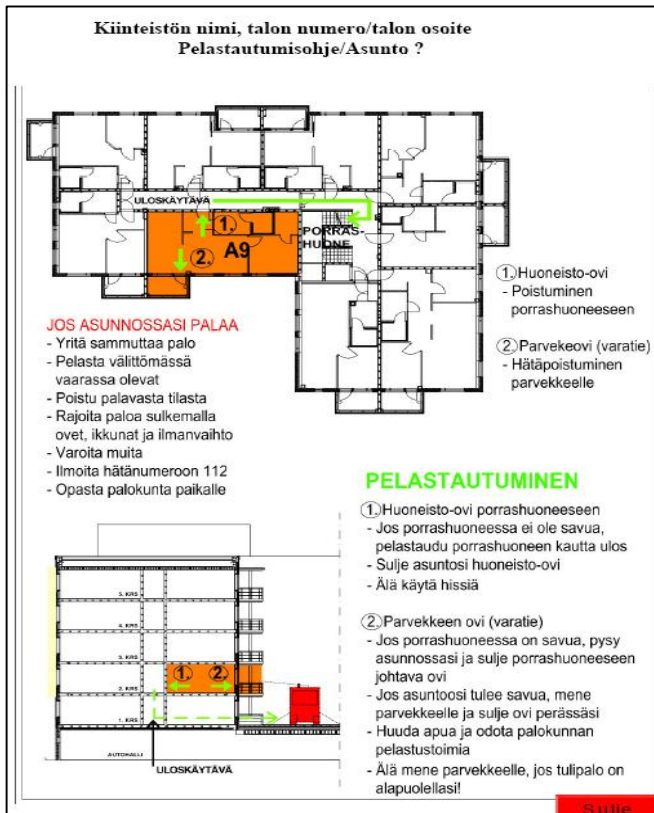 Kiinteistön nimi, talon numero/talon osoite
Pelastautumisohje/Asunto ?
ULOSKÄYTÄVÄ
1.
PORRAS-
HUONE
2.
A9
1. Huoneisto-ovi
- Poistuminen
porrashuoneeseen
2. Parvekeovi (varatie)
- Hätäpoistuminen
parvekkeelle
JOS ASUNNOSSASI PALAA
- Yritä sammuttaa palo
- Pelasta välittömässä
vaarassa olevat
- Poistu palavasta tilasta
- Rajoita paloa sulkemalla
ovet, ikkunat ja ilmanvaihto
- Varoita muita
- Ilmoita hätänumeroon 112
- Opasta palokunta paikalle
PELASTAUTUMINEN
1. Huoneisto-ovi porrashuoneeseen
- Jos porrashuoneessa ei ole savua,
pelastaudu porrashuoneen kautta ulos
- Sulje asuntosi huoneisto-ovi
- Älä käytä hissiä
2. Parvekkeen ovi (varatie)
- Jos porrashuoneessa on savua, pysy
asunnossasi ja sulje porrashuoneeseen
johtava ovi
- Jos asuntoosi tulee savua, mene
parvekkeelle ja sulje ovi perässäsi
- Huuda apua ja odota palokunnan
pelastustoimia
- Älä mene parvekkeelle, jos tulipalo on
alapuolellasi!
5. KRS
4. KRS
3. KRS
1. 2.
2. KRS
1. KRS
AUTOHALLI
ULOSKÄYTÄVÄ
Sulje